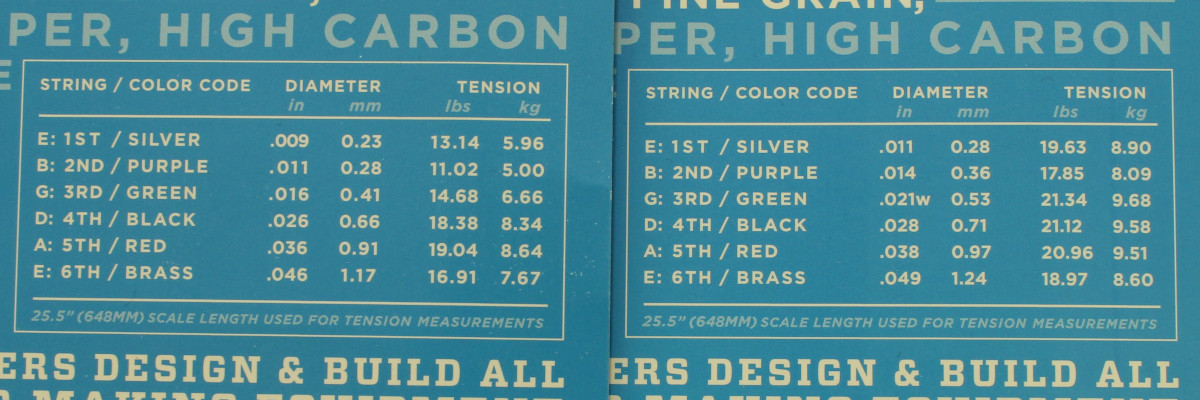 PER, HIGH CARBON
E
STRING / COLOR CODE DIAMETER TENSION
in mm lbs kg
E: 1ST / SILVER .009 0.23 13.14 5.96
B: 2ND / PURPLE .011 0.28 11.02 5.00
G: 3RD / GREEN .016 0.41 14.68 6.66
D: 4TH / BLACK .026 0.66 18.38 8.34
A: 5TH / RED .036 0.91 19.04 8.64
E: 6TH / BRASS .046 1.17 16.91 7.67
25.5" (648MM) SCALE LENGTH USED FOR TENSION MEASUREMENTS
ERS DESIGN & BUILD ALL
MAKING EQUIPMENT
FINE GRAIN,
PER, HIGH CARBON
STRING / COLOR CODE DIAMETER TENSION
in mm lbs kg
E: 1ST / SILVER .011 0.28 19.63 8.90
B: 2ND / PURPLE .014 0.36 17.85 8.09
G: 3RD / GREEN .021w 0.53 21.34 9.68
D: 4TH / BLACK .028 0.71 21.12 9.58
A: 5TH / RED .038 0.97 20.96 9.51
E: 6TH / BRASS .049 1.24 18.97 8.60
25.5" (648MM) SCALE LENGTH USED FOR TENSION MEASUREMENTS
ERS DESIGN & BUILD ALL
MAKING EQUIPMENT